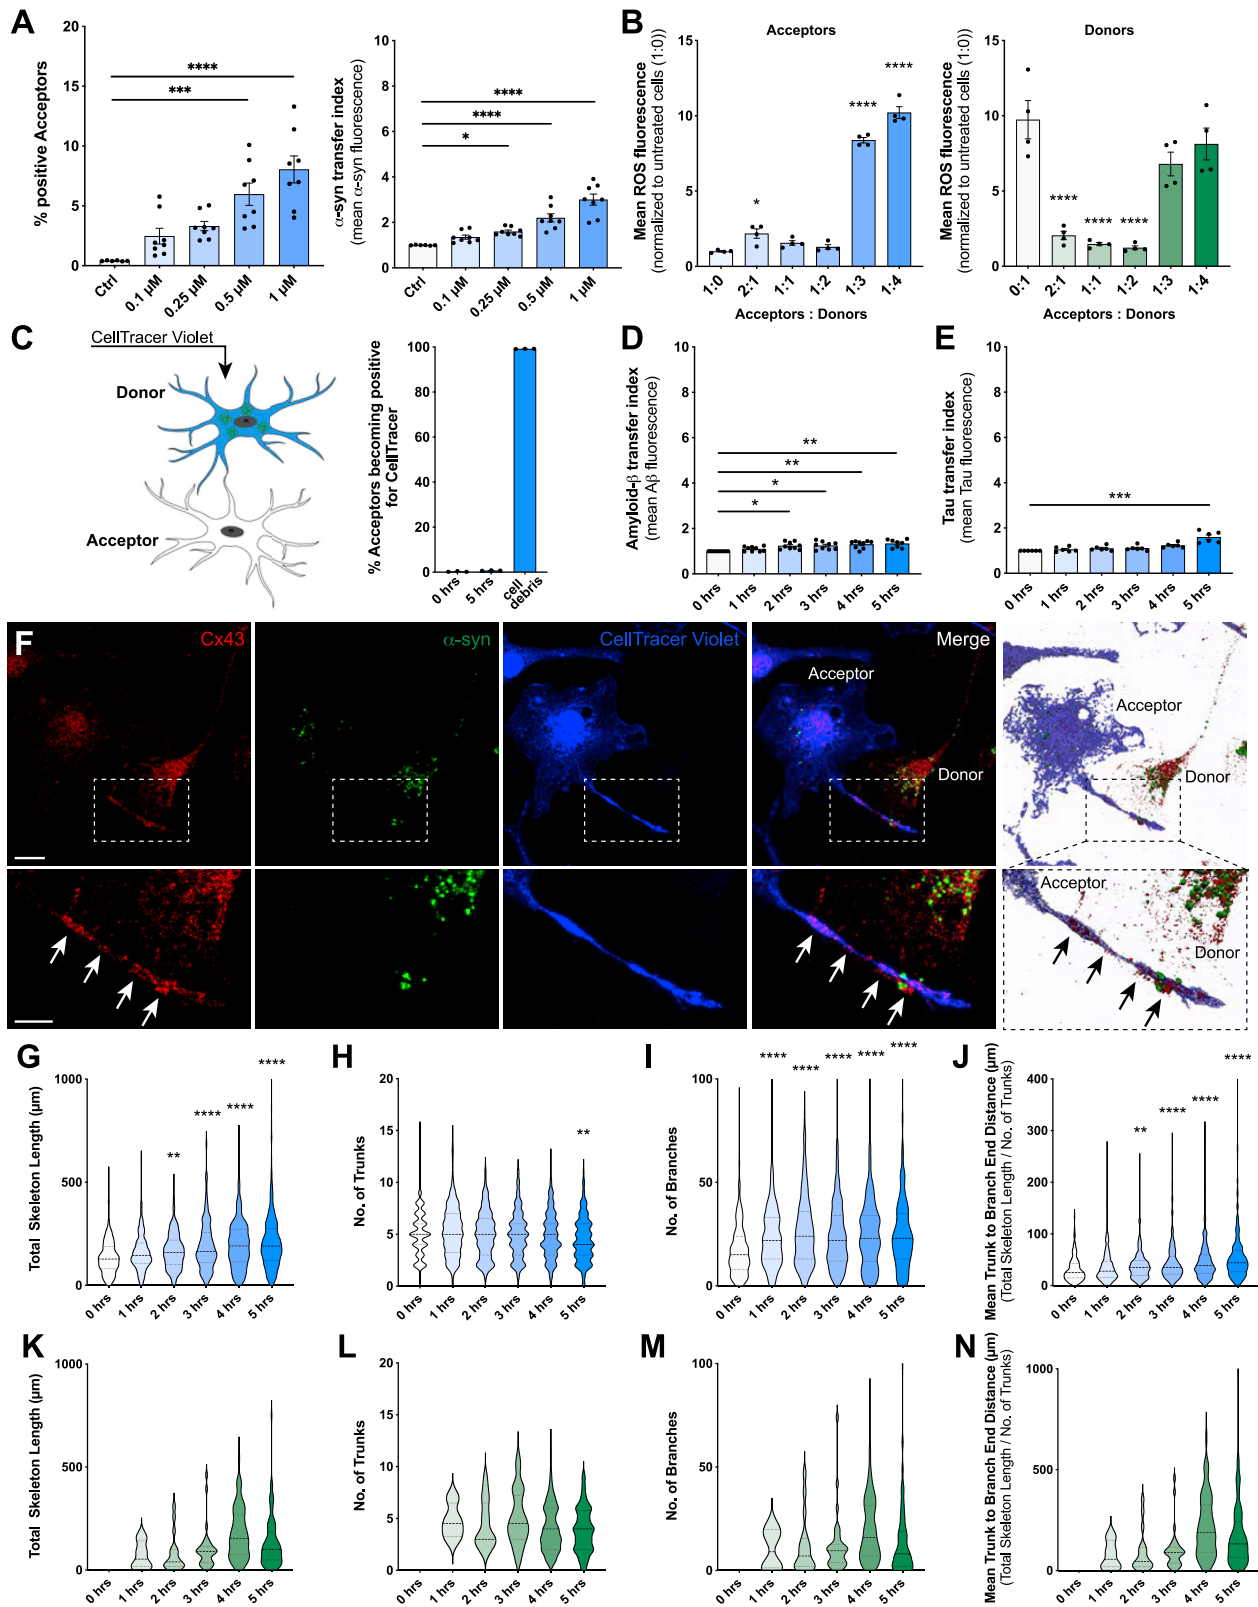 A
% positive Acceptors
20
15
10
5
0
****
***
Ctrl
0.1 µM
0.25 µM
0.5 µM
1 µM
α-syn transfer index
(mean α-syn fluorescence)
10
8
6
4
2
0
****
****
*
Ctrl
0.1 µM
0.25 µM
0.5 µM
1 µM
B
Acceptors
Mean ROS fluorescence
(normalized to untreated cells (1:0))
15
10
5
0
*
****
****
1:0
2:1
1:1
1:2
1:3
1:4
Acceptors : Donors
Donors
Mean ROS fluorescence
(normalized to untreated cells (1:0))
15
10
5
0
****
****
****
0:1
2:1
1:1
1:2
1:3
1:4
Acceptors : Donors
C
CellTracer Violet
Donor
Acceptor
% Acceptors becoming positive
for CellTracer
100
80
60
40
20
0
0 hrs
5 hrs
cell
debris
D
Amyloid-β transfer index
(mean Aβ fluorescence)
10
8
6
4
2
0
**
**
*
*
0 hrs
1 hrs
2 hrs
3 hrs
4 hrs
5 hrs
E
Tau transfer index
(mean Tau fluorescence)
10
8
6
4
2
0
***
0 hrs
1 hrs
2 hrs
3 hrs
4 hrs
5 hrs
F
Cx43
α-syn
CellTracer Violet
Merge
Acceptor
Donor
Acceptor
Donor
Acceptor
Donor
G
Total Skeleton Length (µm)
1000
500
0
**
****
****
****
0 hrs
1 hrs
2 hrs
3 hrs
4 hrs
5 hrs
H
No. of Trunks
20
15
10
5
0
**
0 hrs
1 hrs
2 hrs
3 hrs
4 hrs
5 hrs
I
No. of Branches
100
50
0
****
****
****
****
****
0 hrs
1 hrs
2 hrs
3 hrs
4 hrs
5 hrs
J
Mean Trunk to Branch End Distance (µm)
(Total Skeleton Length / No. of Trunks)
400
300
200
100
0
**
****
****
****
0 hrs
1 hrs
2 hrs
3 hrs
4 hrs
5 hrs
K
Total Skeleton Length (µm)
1000
500
0
0 hrs
1 hrs
2 hrs
3 hrs
4 hrs
5 hrs
L
No. of Trunks
20
15
10
5
0
0 hrs
1 hrs
2 hrs
3 hrs
4 hrs
5 hrs
M
No. of Branches
100
50
0
0 hrs
1 hrs
2 hrs
3 hrs
4 hrs
5 hrs
N
Mean Trunk to Branch End Distance (µm)
(Total Skeleton Length / No. of Trunks)
1000
500
0
0 hrs
1 hrs
2 hrs
3 hrs
4 hrs
5 hrs